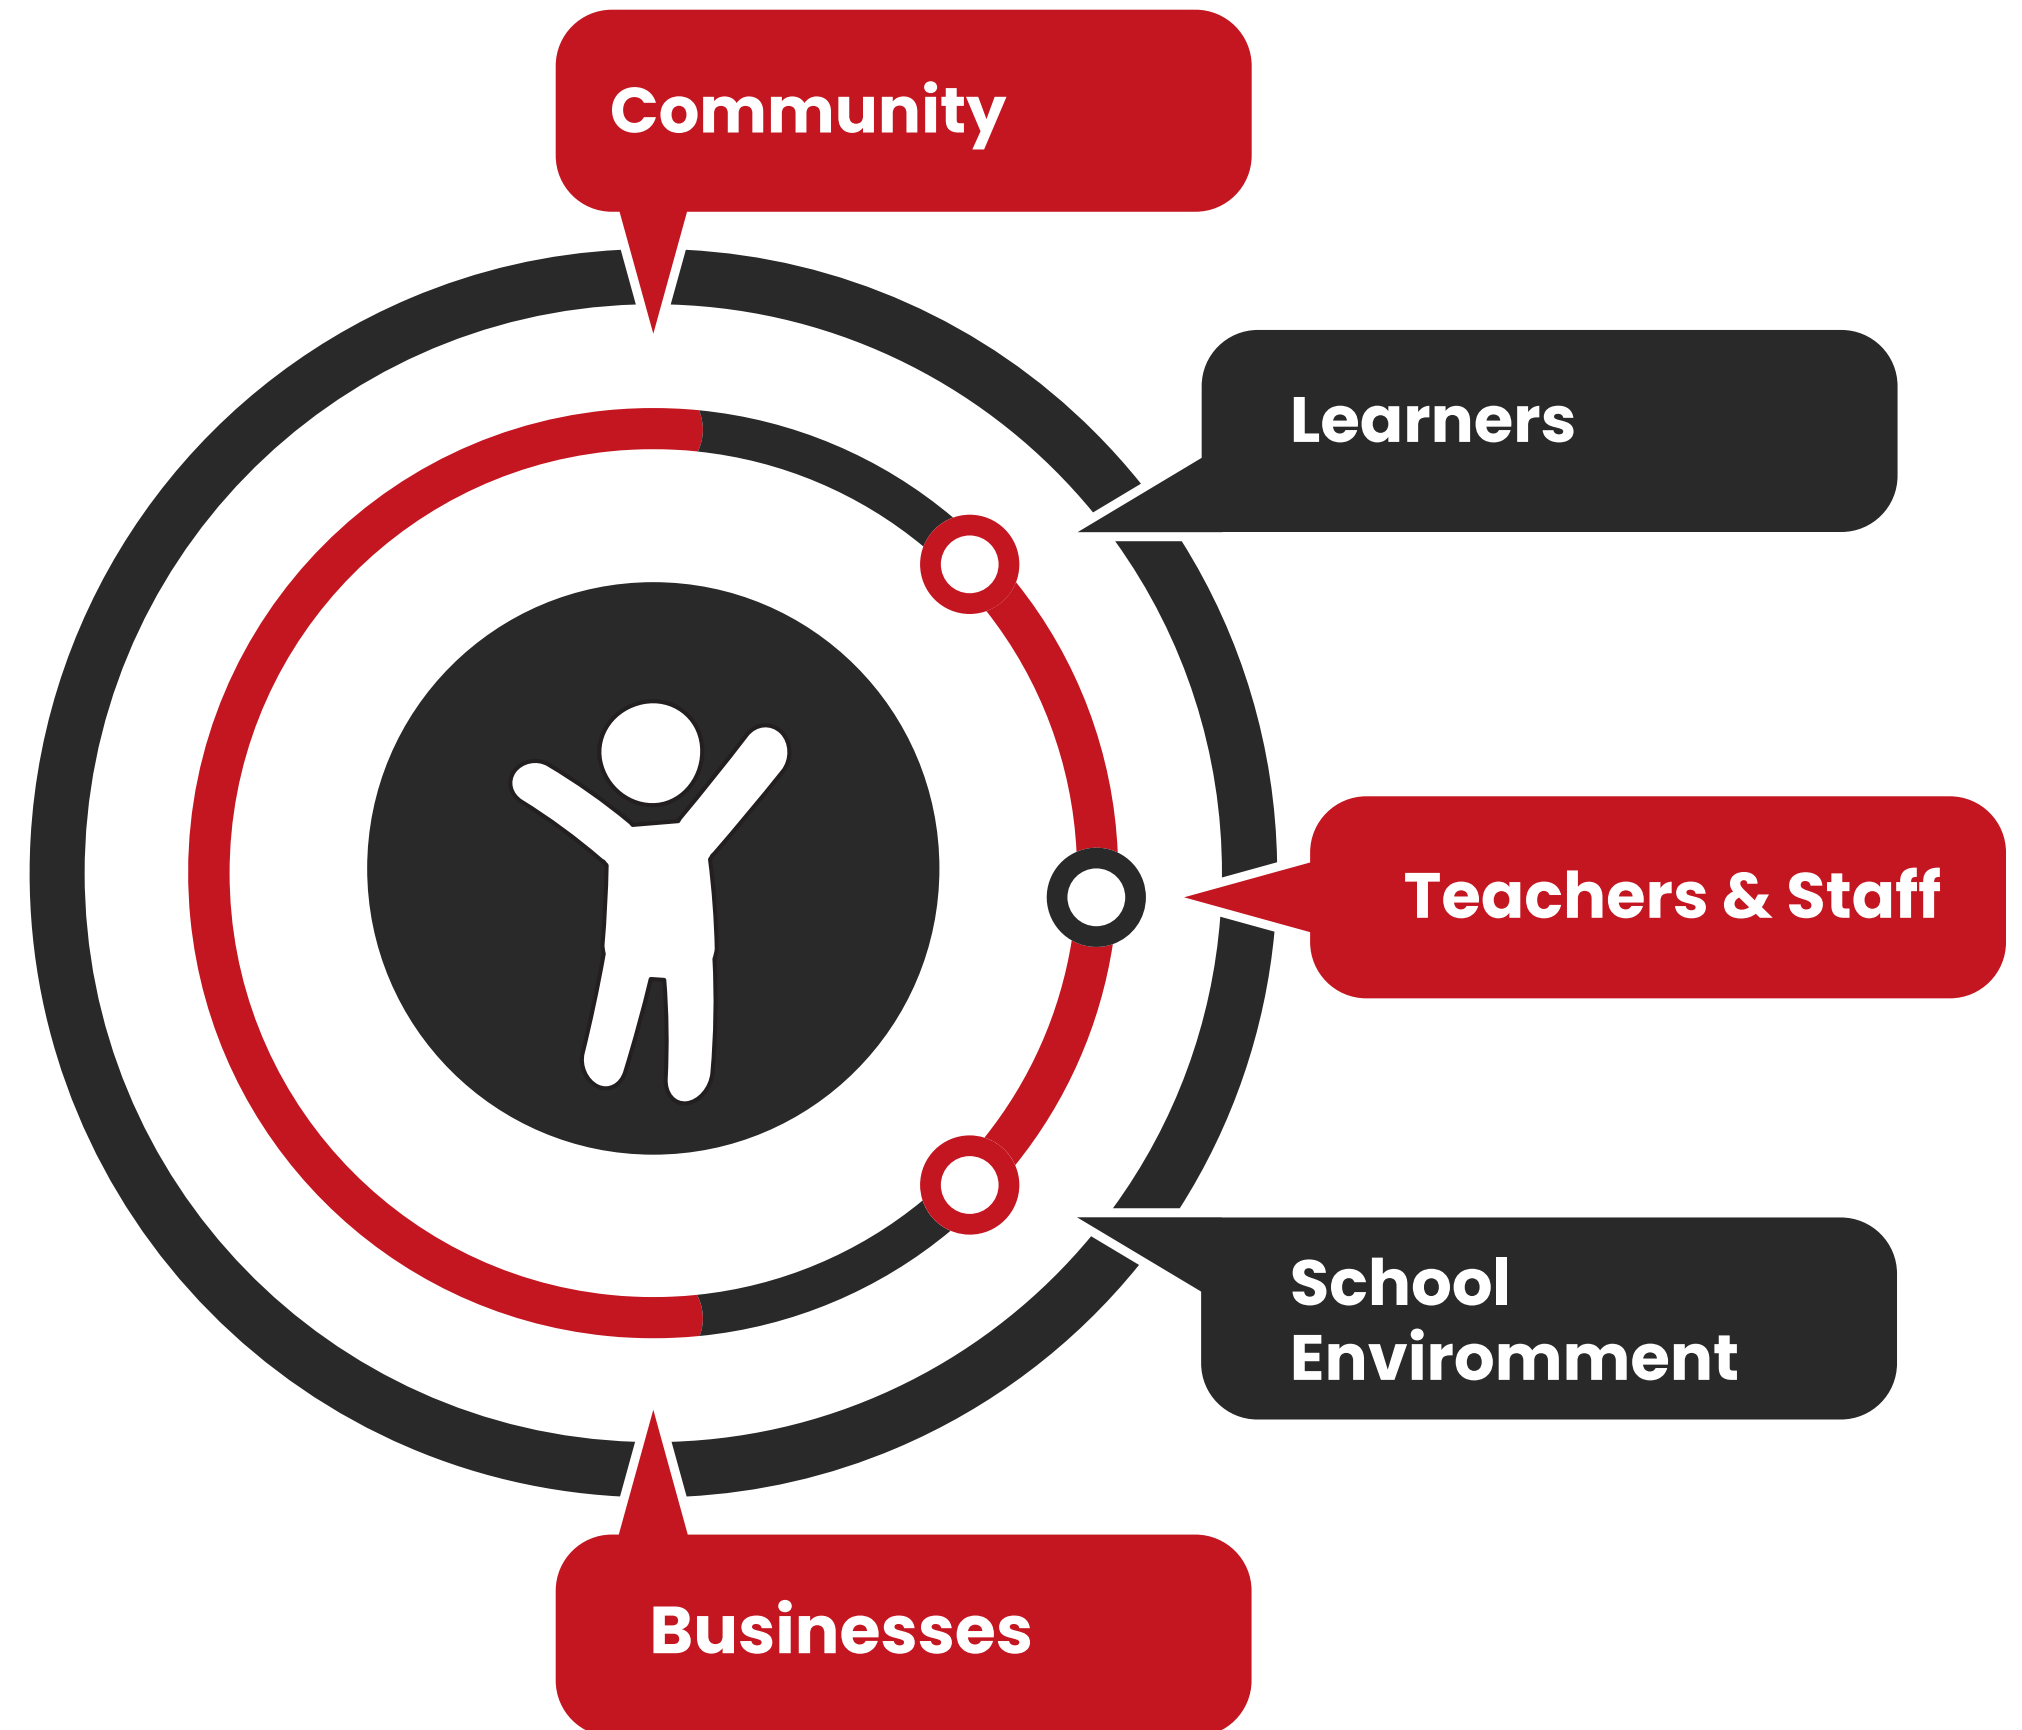 Community
Learners
Teachers & Staff
School
Enviromment
Businesses